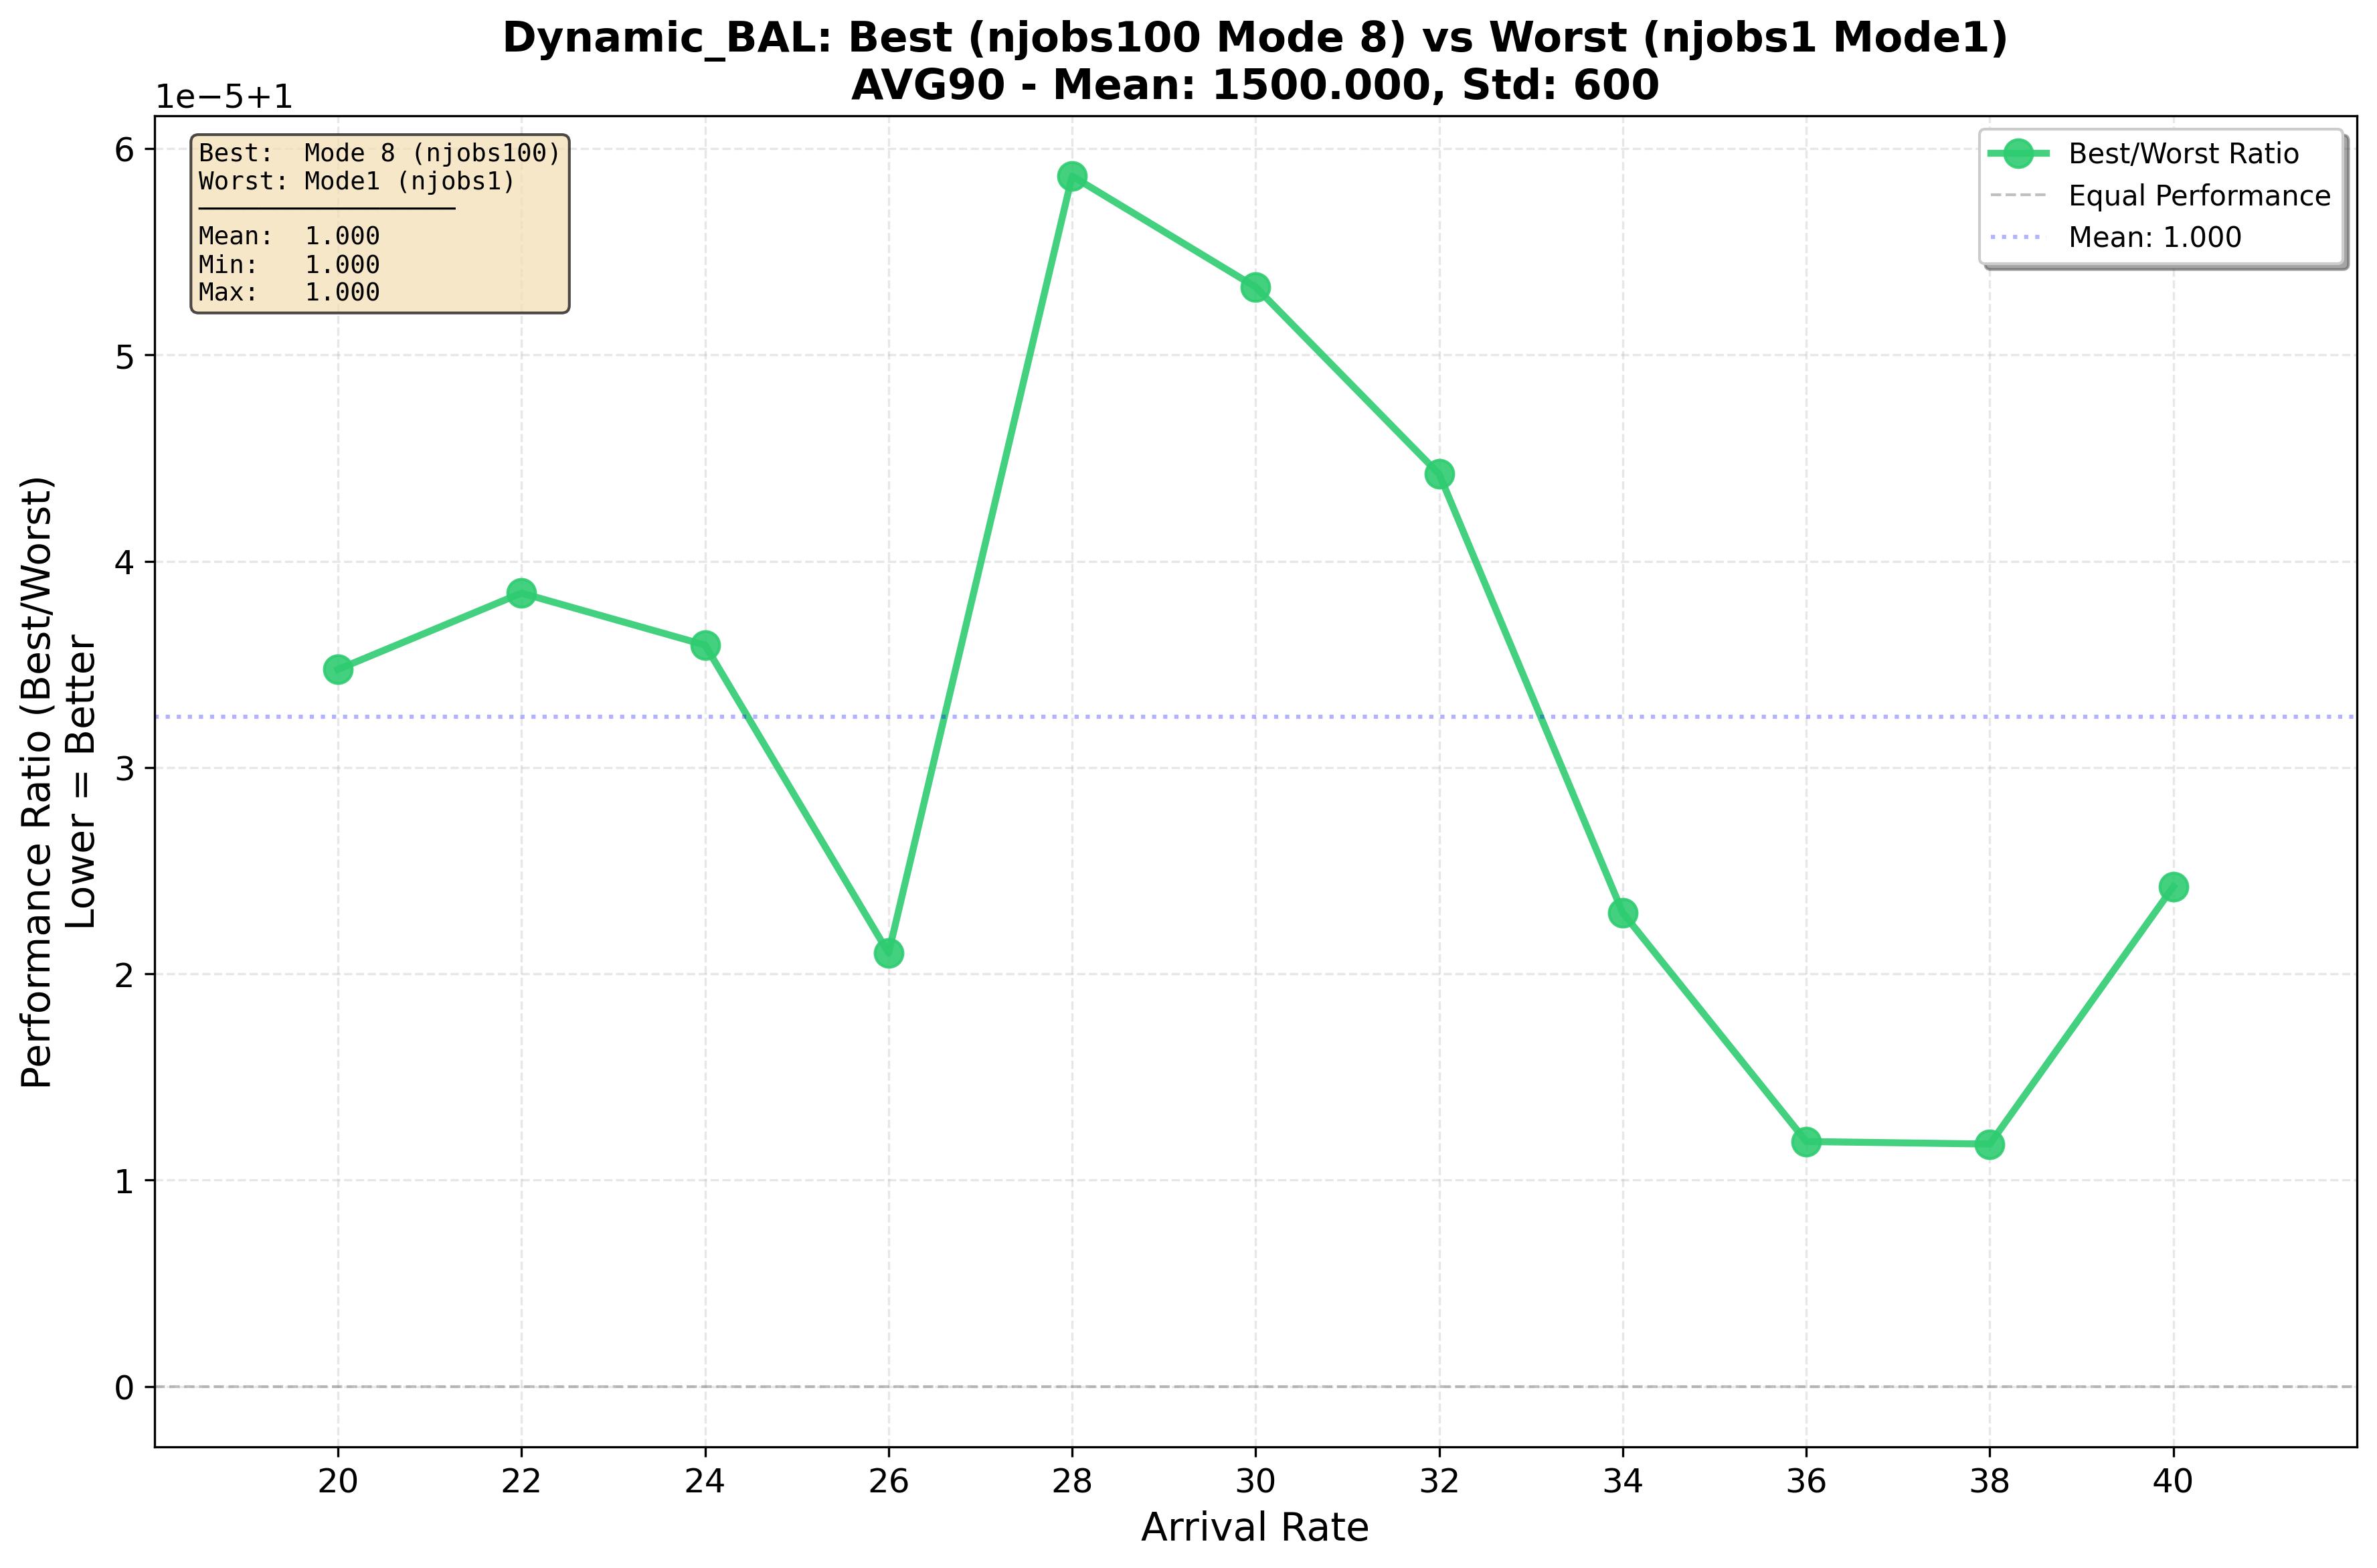 Dynamic_BAL: Best (njobs100 Mode 8) vs Worst (njobs1 Mode1)
AVG90 - Mean: 1500.000, Std: 600
1e−5+1
Best:  Mode 8 (njobs100)
Worst: Mode1 (njobs1)
Mean:  1.000
Min:   1.000
Max:   1.000
Best/Worst Ratio
Equal Performance
Mean: 1.000
Performance Ratio (Best/Worst)
Lower = Better
6
5
4
3
2
1
0
20 22 24 26 28 30 32 34 36 38 40
Arrival Rate